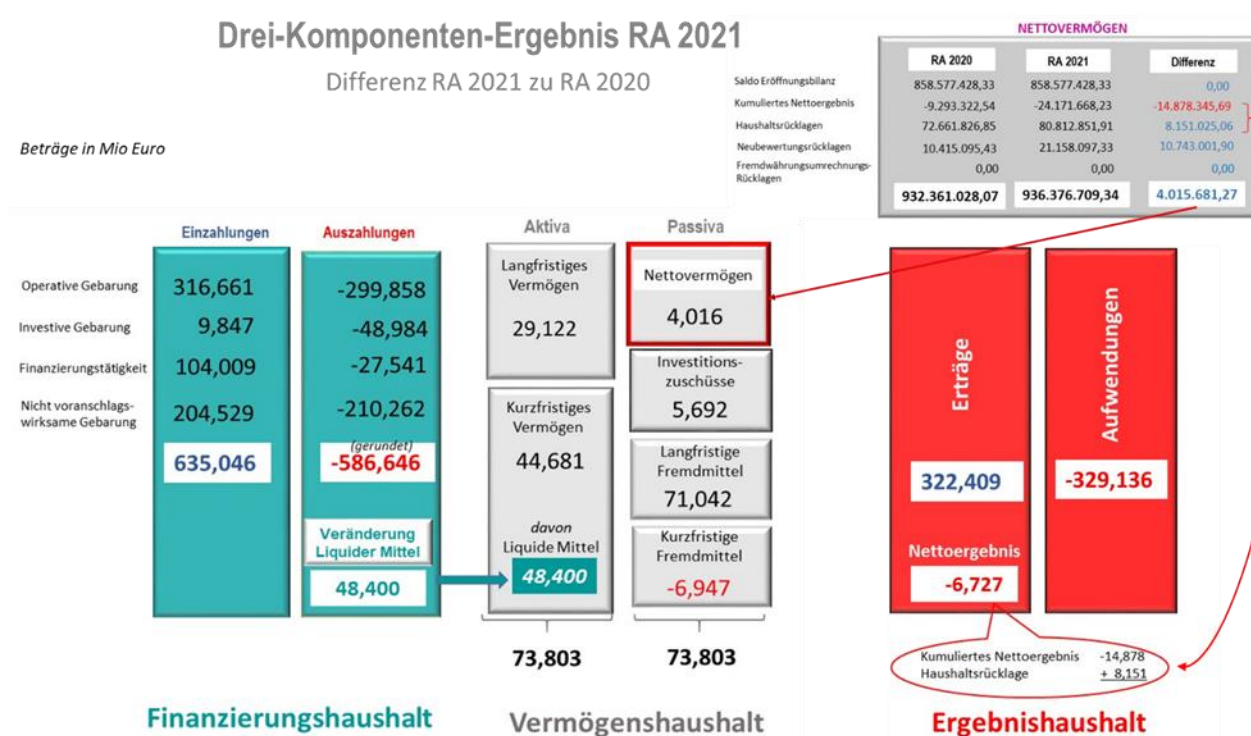 Drei-Komponenten-Ergebnis RA 2021
Differenz RA 2021 zu RA 2020
Beträge in Mio Euro
NETTOVERMÖGEN
RA 2020 RA 2021 Differenz
Saldo Eröffnungsbilanz 858.577.428,33 858.577.428,33 0,00
Kumuliertes Nettoergebnis -9.293.322,54 -24.171.668,23 -14.878.345,69
Haushaltsrücklagen 72.661.826,85 80.812.851,91 8.151.025,06
Neubewertungsrücklagen 10.415.095,43 21.158.097,33 10.743.001,90
Fremdwährungsumrechnungs-
Rücklagen 0,00 0,00 0,00
932.361.028,07 936.376.709,34 4.015.681,27
Einzahlungen Auszahlungen
Operative Gebarung 316,661 -299,858
Investive Gebarung 9,847 -48,984
Finanzierungstätigkeit 104,009 -27,541
Nicht voranschlags-
wirksame Gebarung 204,529 -210,262
(gerundet)
635,046 -586,646
Veränderung
Liquider Mittel
48,400
Finanzierungshaushalt
Aktiva
Langfristiges
Vermögen
29,122
Kurzfristiges
Vermögen
44,681
davon
Liquide Mittel
48,400
73,803
Passiva
Nettovermögen
4,016
Investitions-
zuschüsse
5,692
Langfristige
Fremdmittel
71,042
Kurzfristige
Fremdmittel
-6,947
73,803
Vermögenshaushalt
Erträge
322,409
Nettoergebnis
-6,727
Aufwendungen
-329,136
Kumuliertes Nettoergebnis -14,878
Haushaltsrücklage + 8,151
Ergebnishaushalt